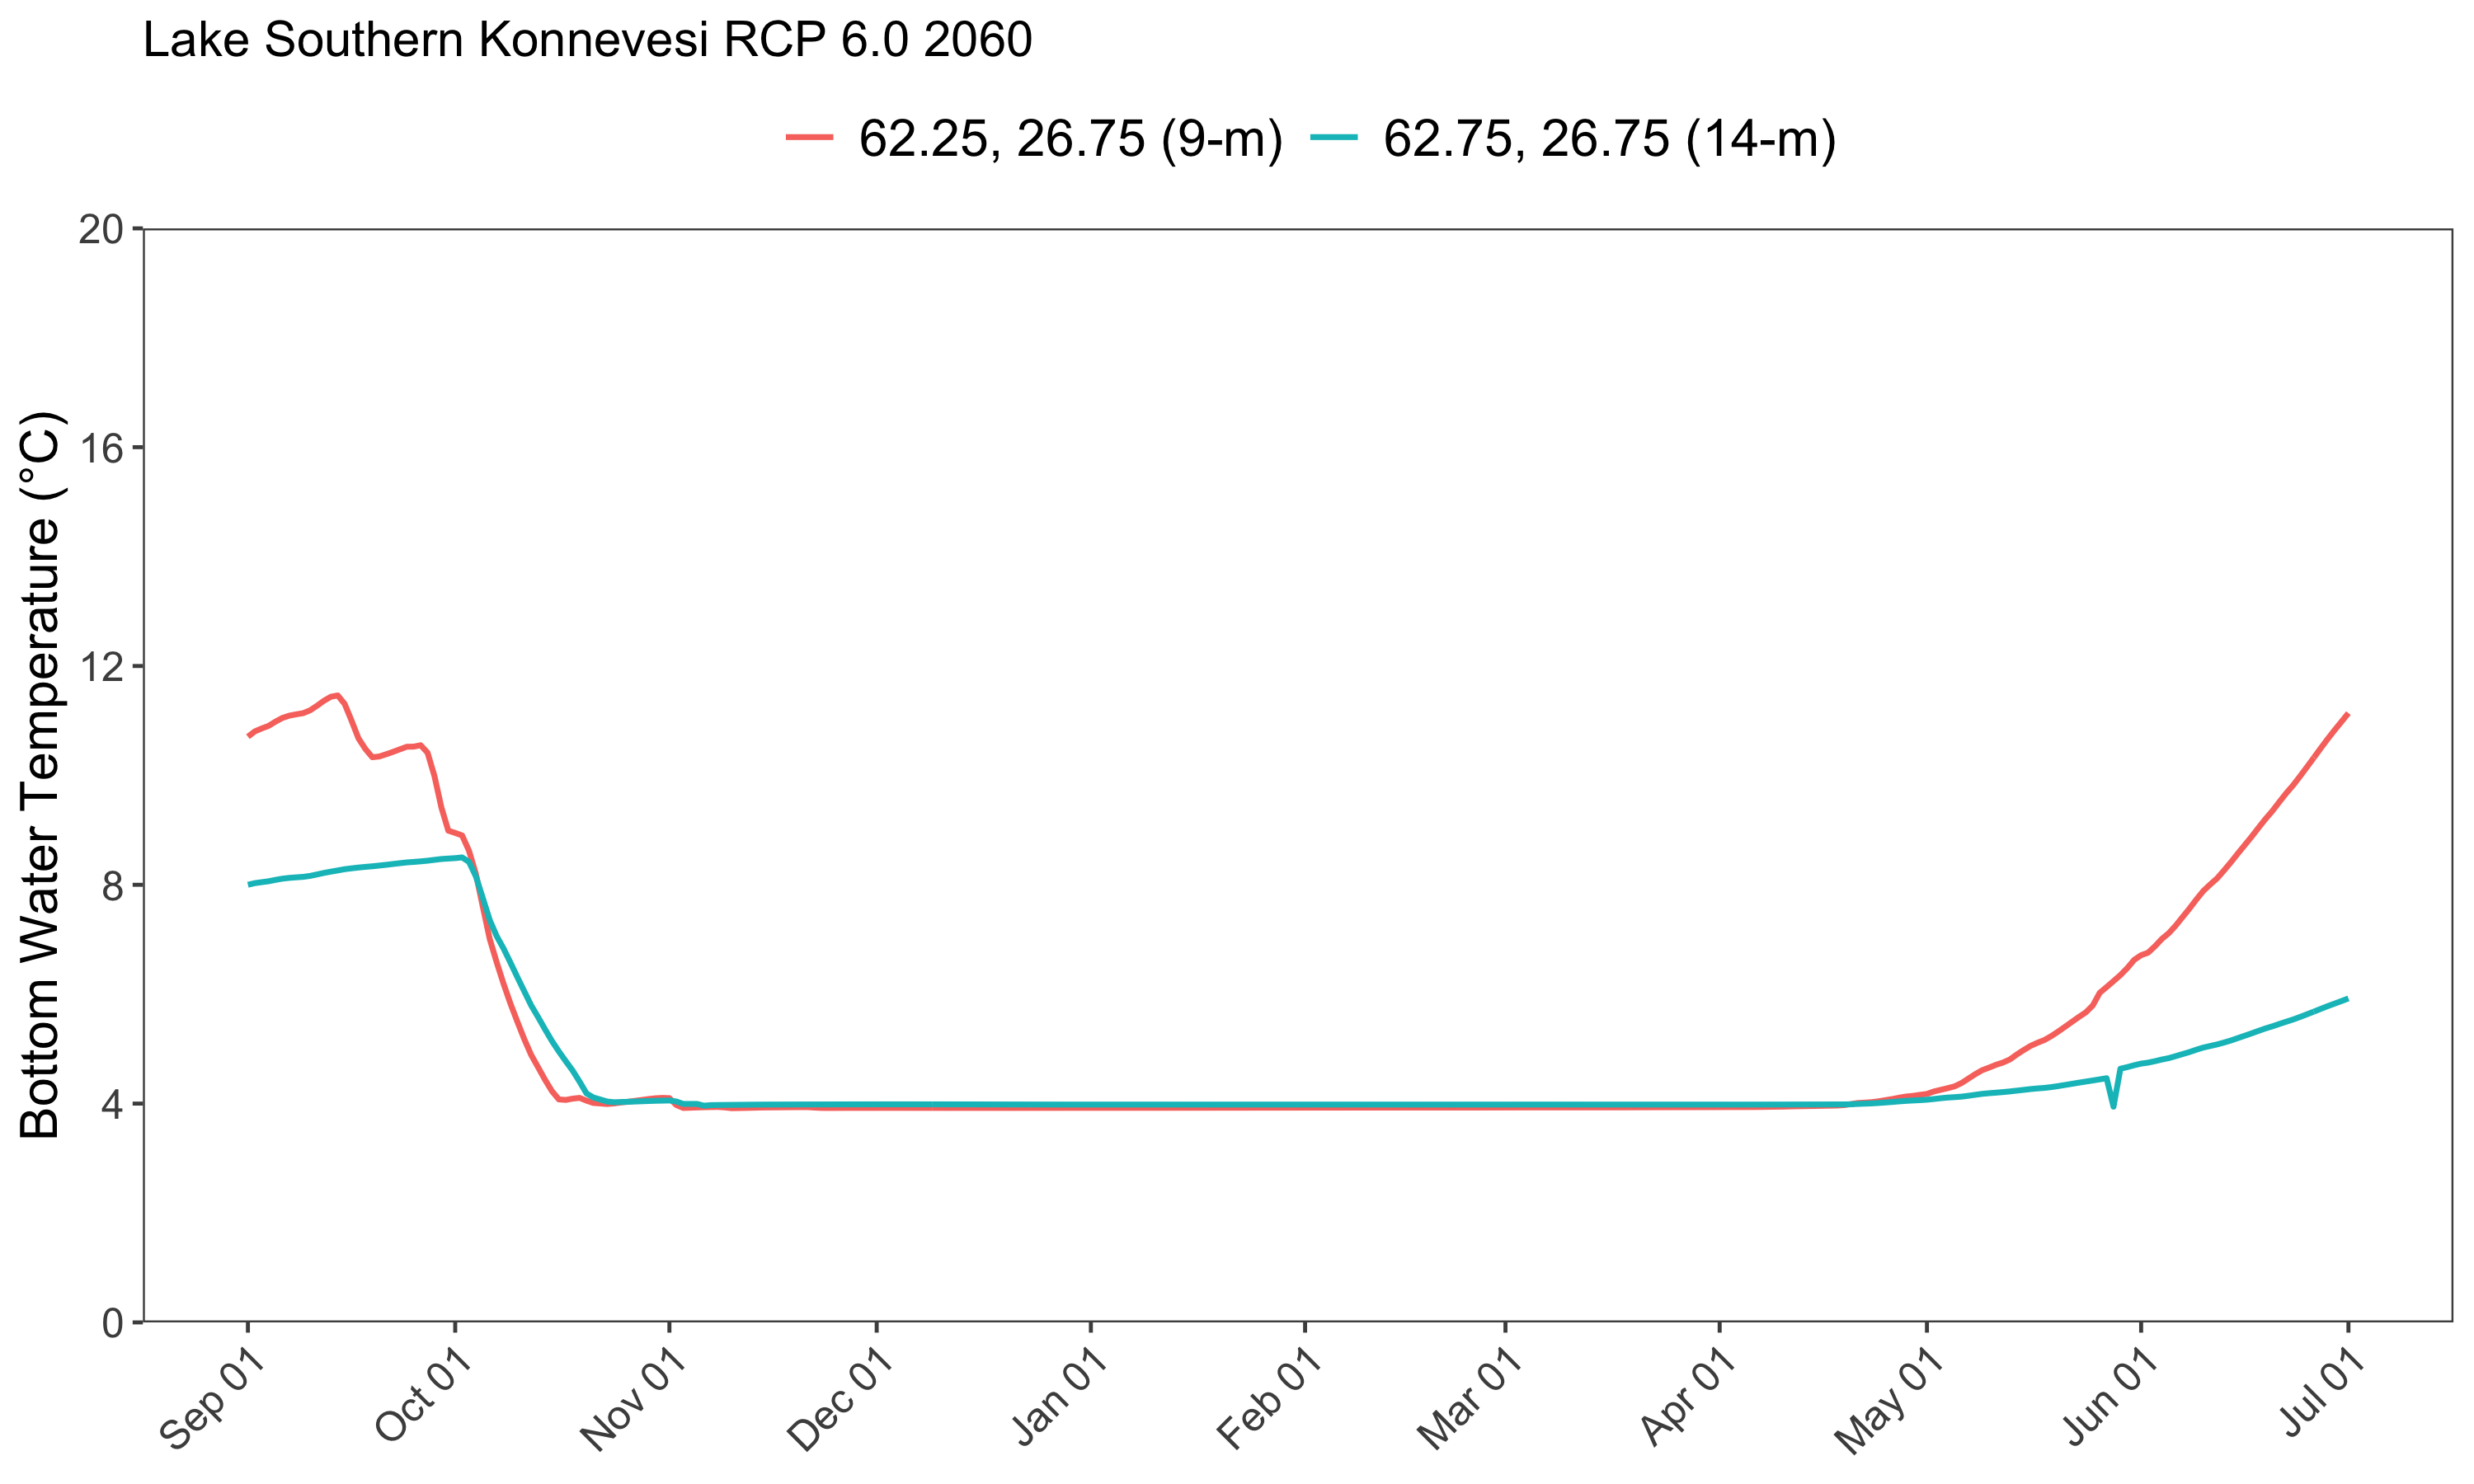 Lake Southern Konnevesi RCP 6.0 2060
62.25, 26.75 (9-m) 62.75, 26.75 (14-m)
Bottom Water Temperature (°C)
20
16
12
8
4
0
Sep 01 Oct 01 Nov 01 Dec 01 Jan 01 Feb 01 Mar 01 Apr 01 May 01 Jun 01 Jul 01